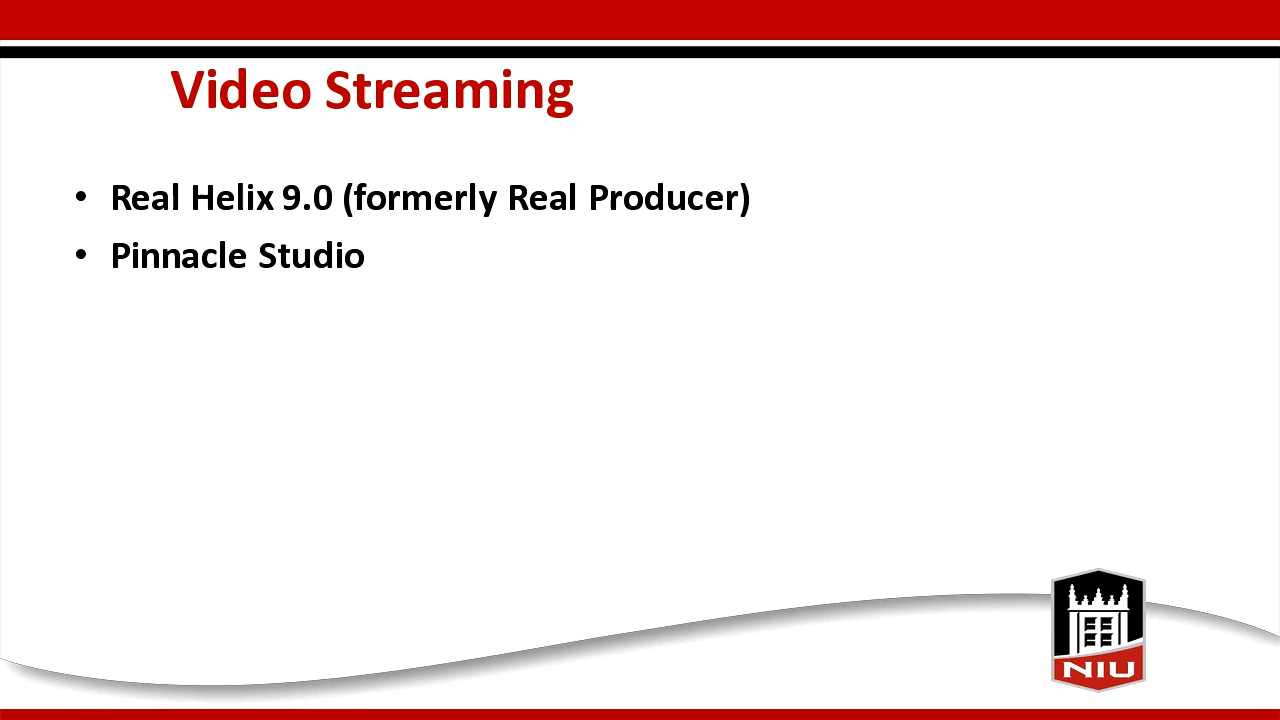 Video Streaming
• Real Helix 9.0 (formerly Real Producer)
• Pinnacle Studio
NIU